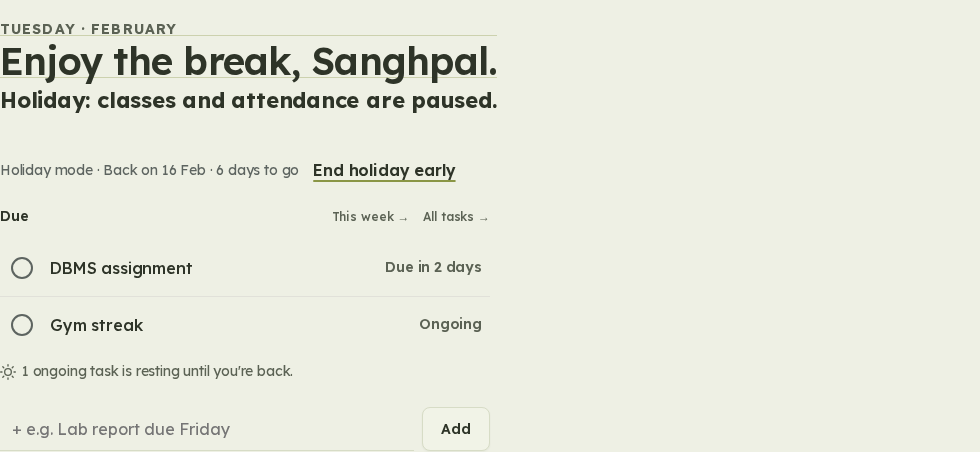 TUESDAY · FEBRUARY
Enjoy the break, Sanghpal.
Holiday: classes and attendance are paused.
Holiday mode · Back on 16 Feb · 6 days to go End holiday early
Due This week → All tasks →
DBMS assignment Due in 2 days
Gym streak Ongoing
1 ongoing task is resting until you're back.
+ e.g. Lab report due Friday Add